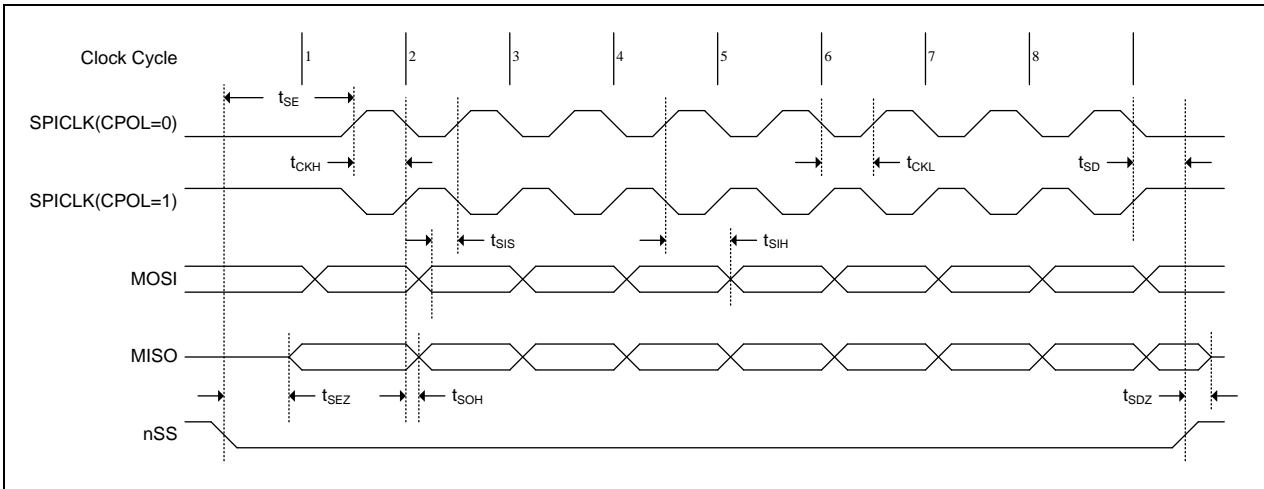 Clock Cycle 1 2 3 4 5 6 7 8
tSE
SPICLK(CPOL=0)
tCKH tCKL tSD
SPICLK(CPOL=1)
tSIS tSIH
MOSI
MISO
tSEZ tSOH tSDZ
nSS